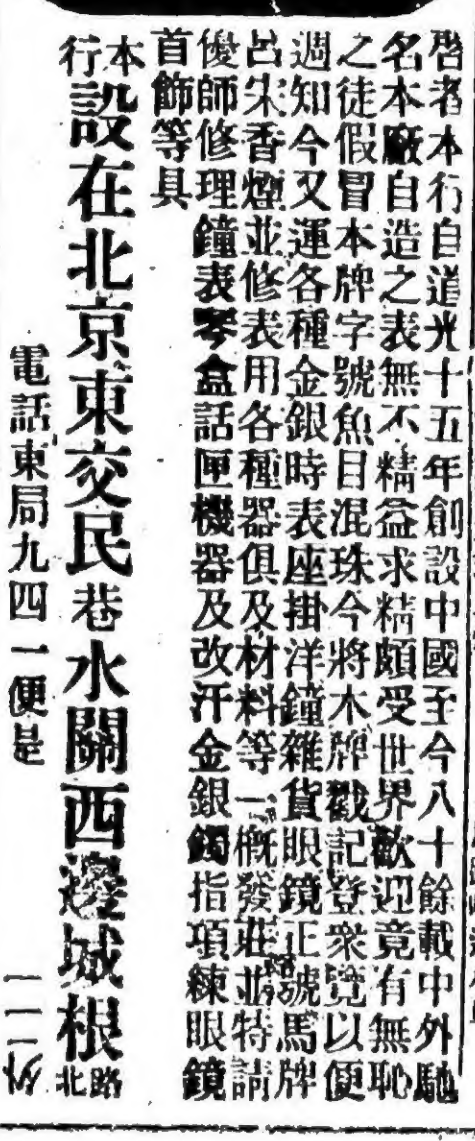 啓者本行自道光十五年創設中國至今八十餘載中外馳
名本廠自造之表無不精益求精頗受世界歡迎竟有無恥
之徒假冒本牌字號魚目混珠今將木牌戳記登衆覽以便
週知今又運各種金銀時表座掛洋鐘雜貨眼鏡正號馬牌
呂宋香煙並修表用各種器俱及材料等一概發莊並特請
優師修理鐘表琴盒話匣機器及改汗金銀鐲指項練眼鏡
首飾等具
本行設在北京東交民巷水關西邊城根路北
電話東局九四一便是
外二一一